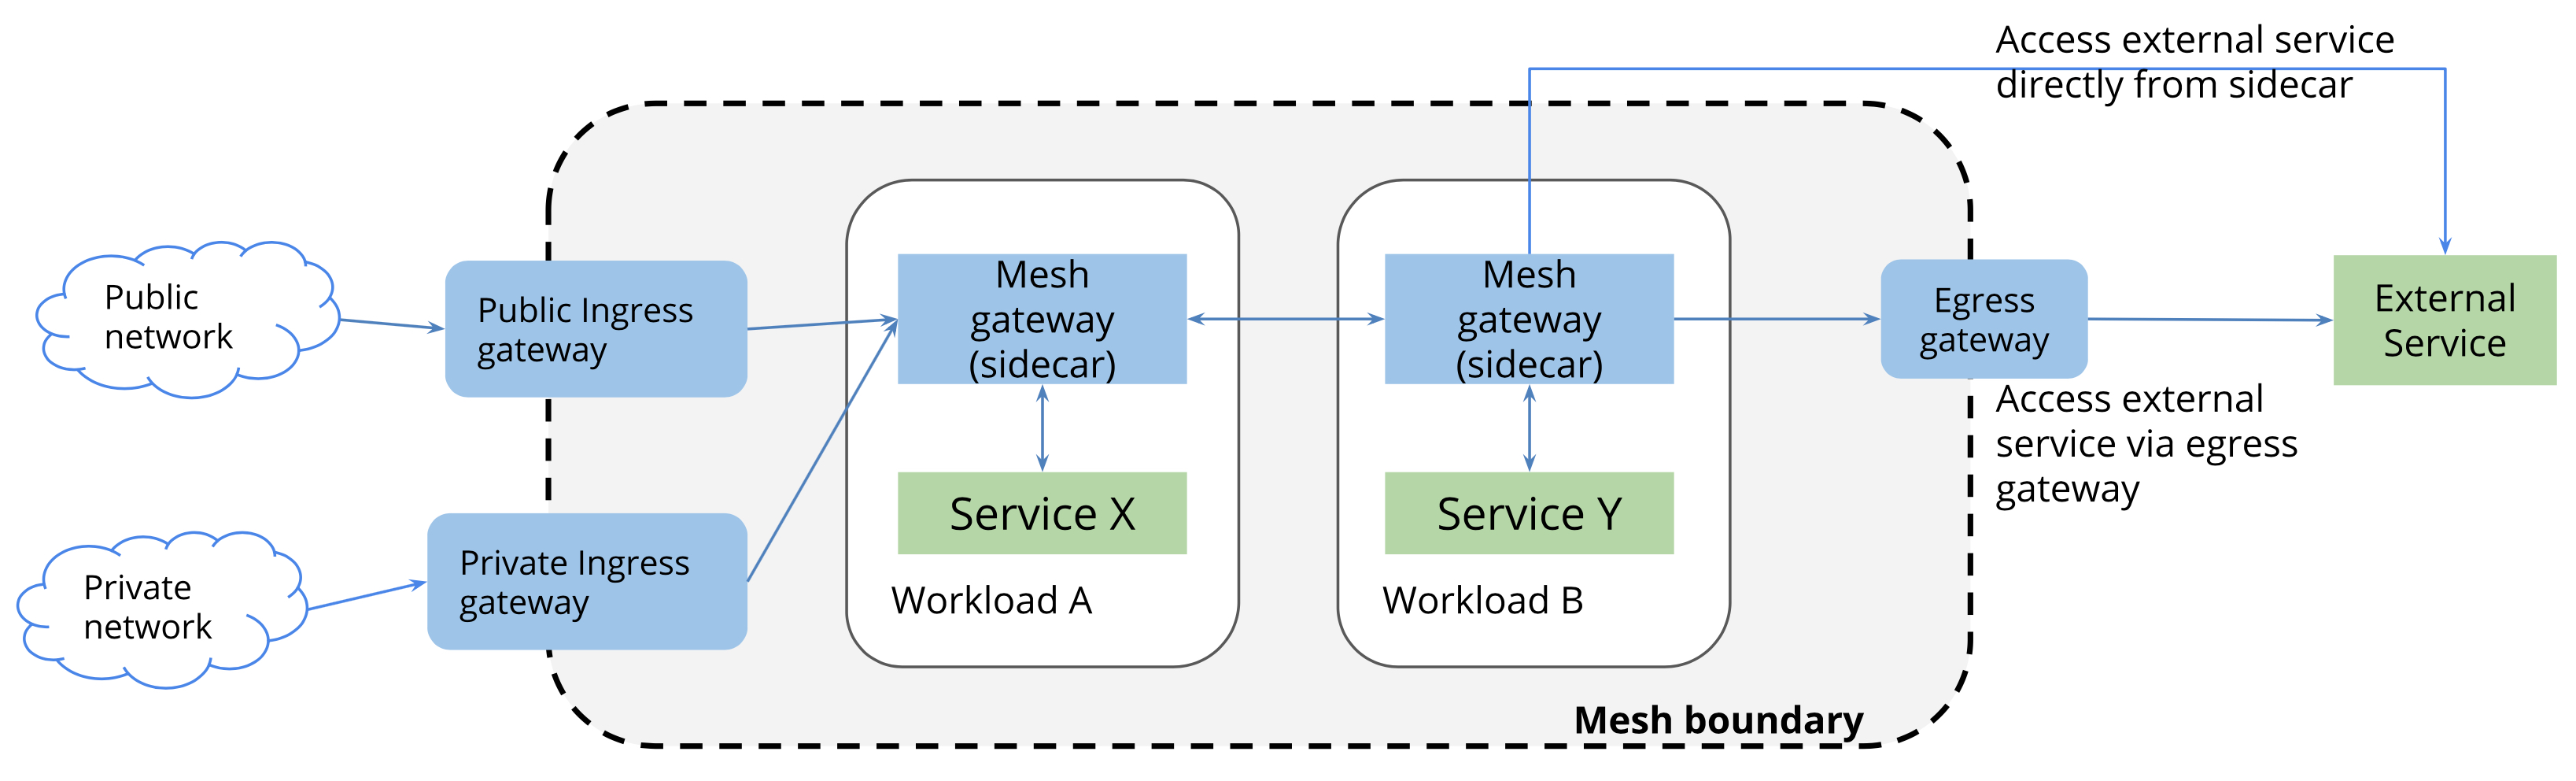 Access external service
directly from sidecar
Public
network
Public Ingress
gateway
Mesh
gateway
(sidecar)
Mesh
gateway
(sidecar)
Egress
gateway
External
Service
Access external
service via egress
gateway
Service X
Service Y
Private
network
Private Ingress
gateway
Workload A
Workload B
Mesh boundary